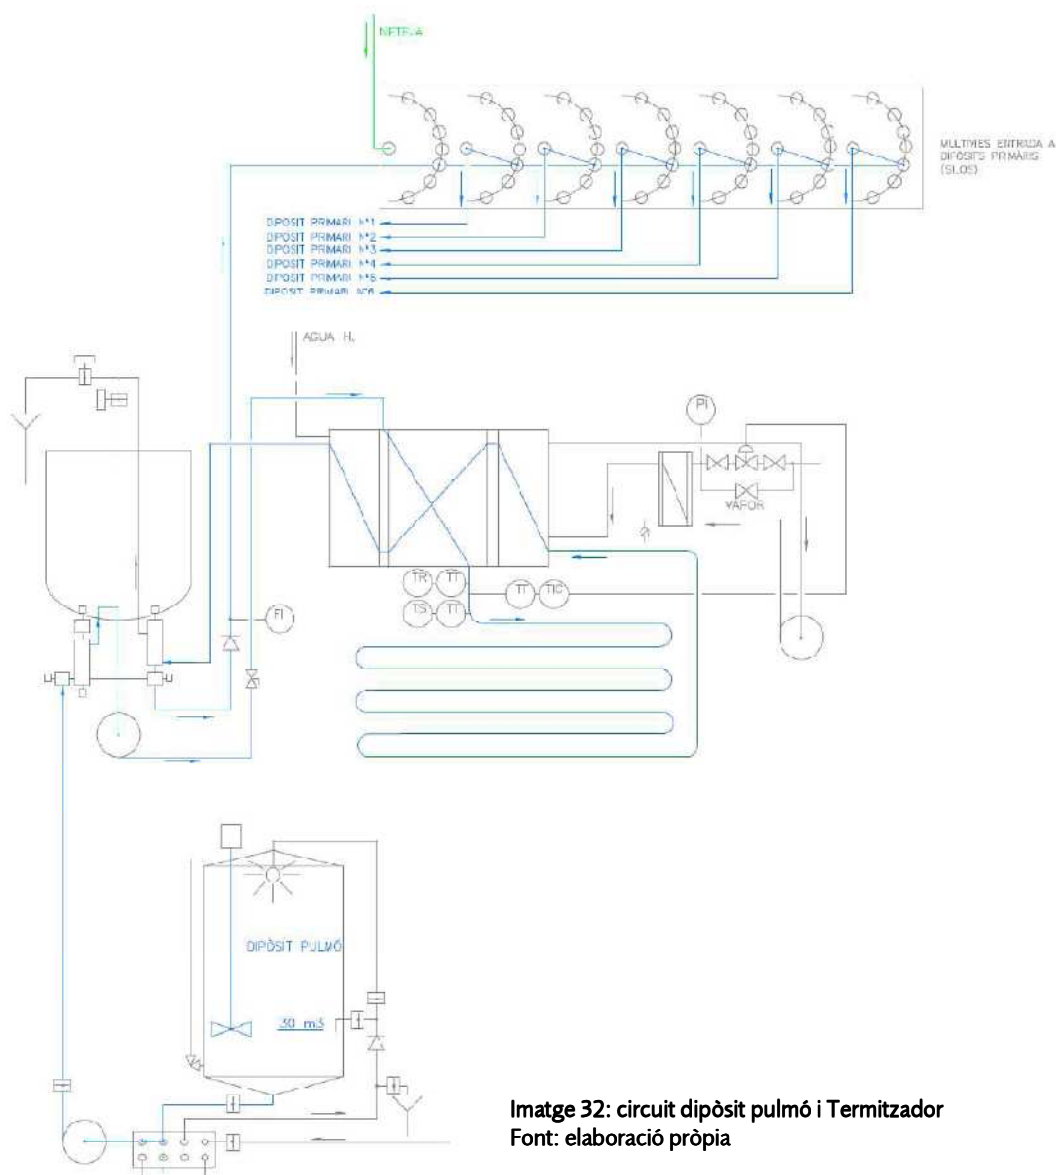 NETEJA
MULTIVIES ENTRADA A
DIPÒSITS PRIMARIS
(SILOS)
DIPOSIT PRIMARI Nº1
DIPOSIT PRIMARI Nº2
DIPOSIT PRIMARI Nº3
DIPOSIT PRIMARI Nº4
DIPOSIT PRIMARI Nº5
DIPOSIT PRIMARI Nº6
AGUA H.
PI
VAPOR
TR TT
TT TIC
TS TT
FI
DIPÒSIT PULMÓ
30 m3
Imatge 32: circuit dipòsit pulmó i Termitzador
Font: elaboració pròpia